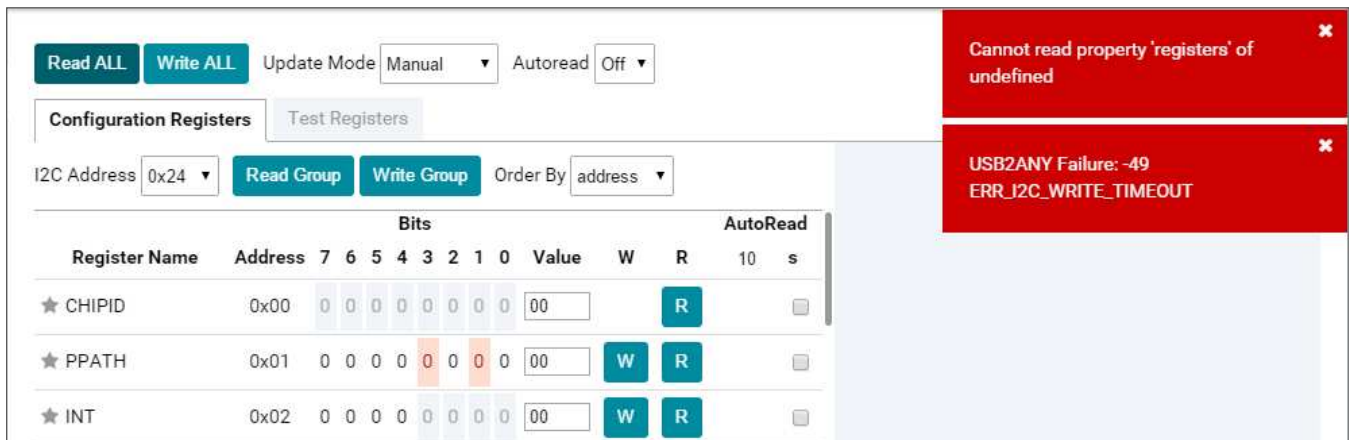 Read ALL Write ALL Update Mode Manual Autoread Off
Cannot read property 'registers' of
undefined
Configuration Registers Test Registers
USB2ANY Failure: -49
ERR_I2C_WRITE_TIMEOUT
I2C Address 0x24 Read Group Write Group Order By address
Bits AutoRead
Register Name Address 7 6 5 4 3 2 1 0 Value W R 10 s
CHIPID 0x00 0 0 0 0 0 0 0 0 00 R
PPATH 0x01 0 0 0 0 0 0 0 0 00 W R
INT 0x02 0 0 0 0 0 0 0 0 00 W R